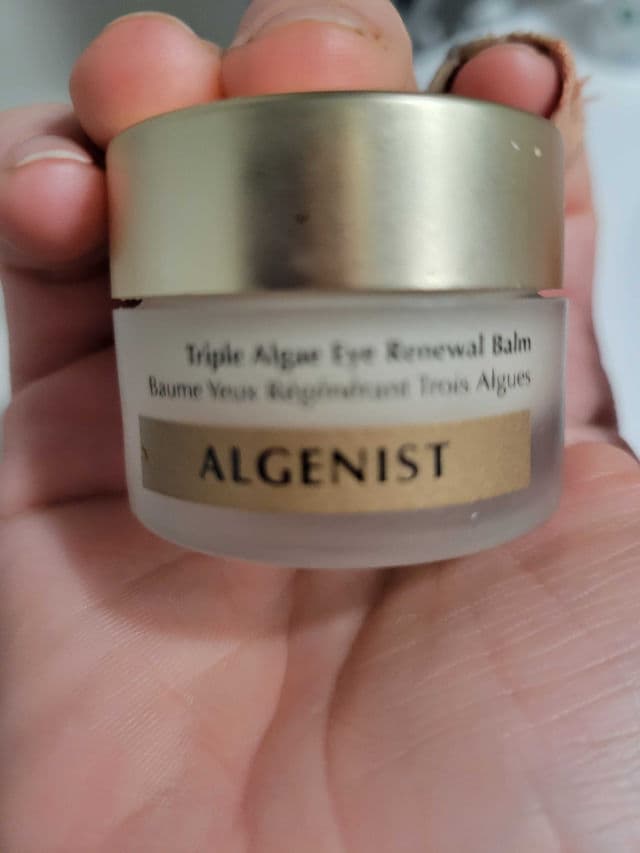 Triple Algae Eye Renewal Balm
Baume Yeux Régénérant Trois Algues
ALGENIST